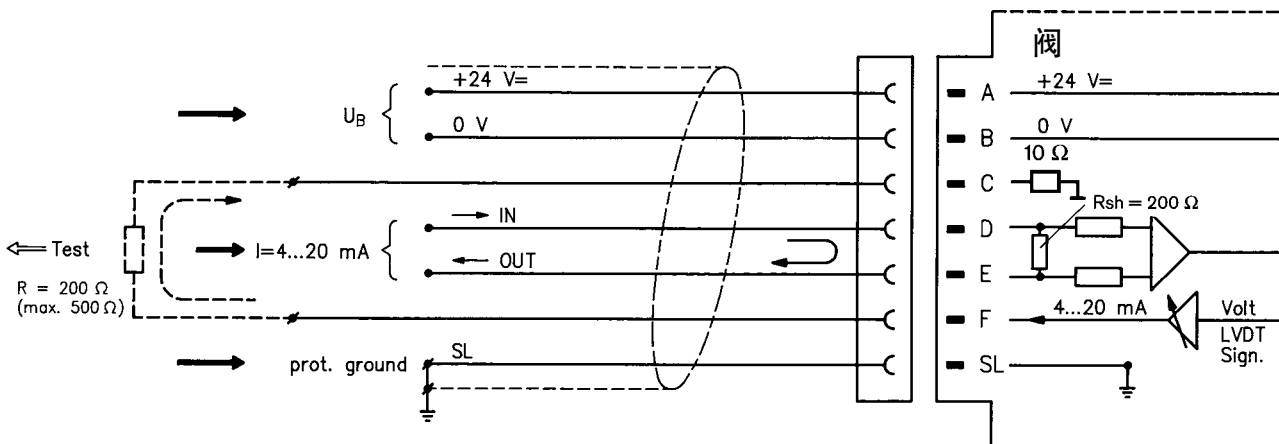 阀
+24 V=
A
+24 V=
U_B
0 V
B
0 V
10 Ω
C
Rsh = 200 Ω
IN
D
⇐ Test
I=4...20 mA
OUT
E
R = 200 Ω
(max. 500 Ω)
F
4...20 mA
Volt
LVDT
Sign.
prot. ground
SL
SL